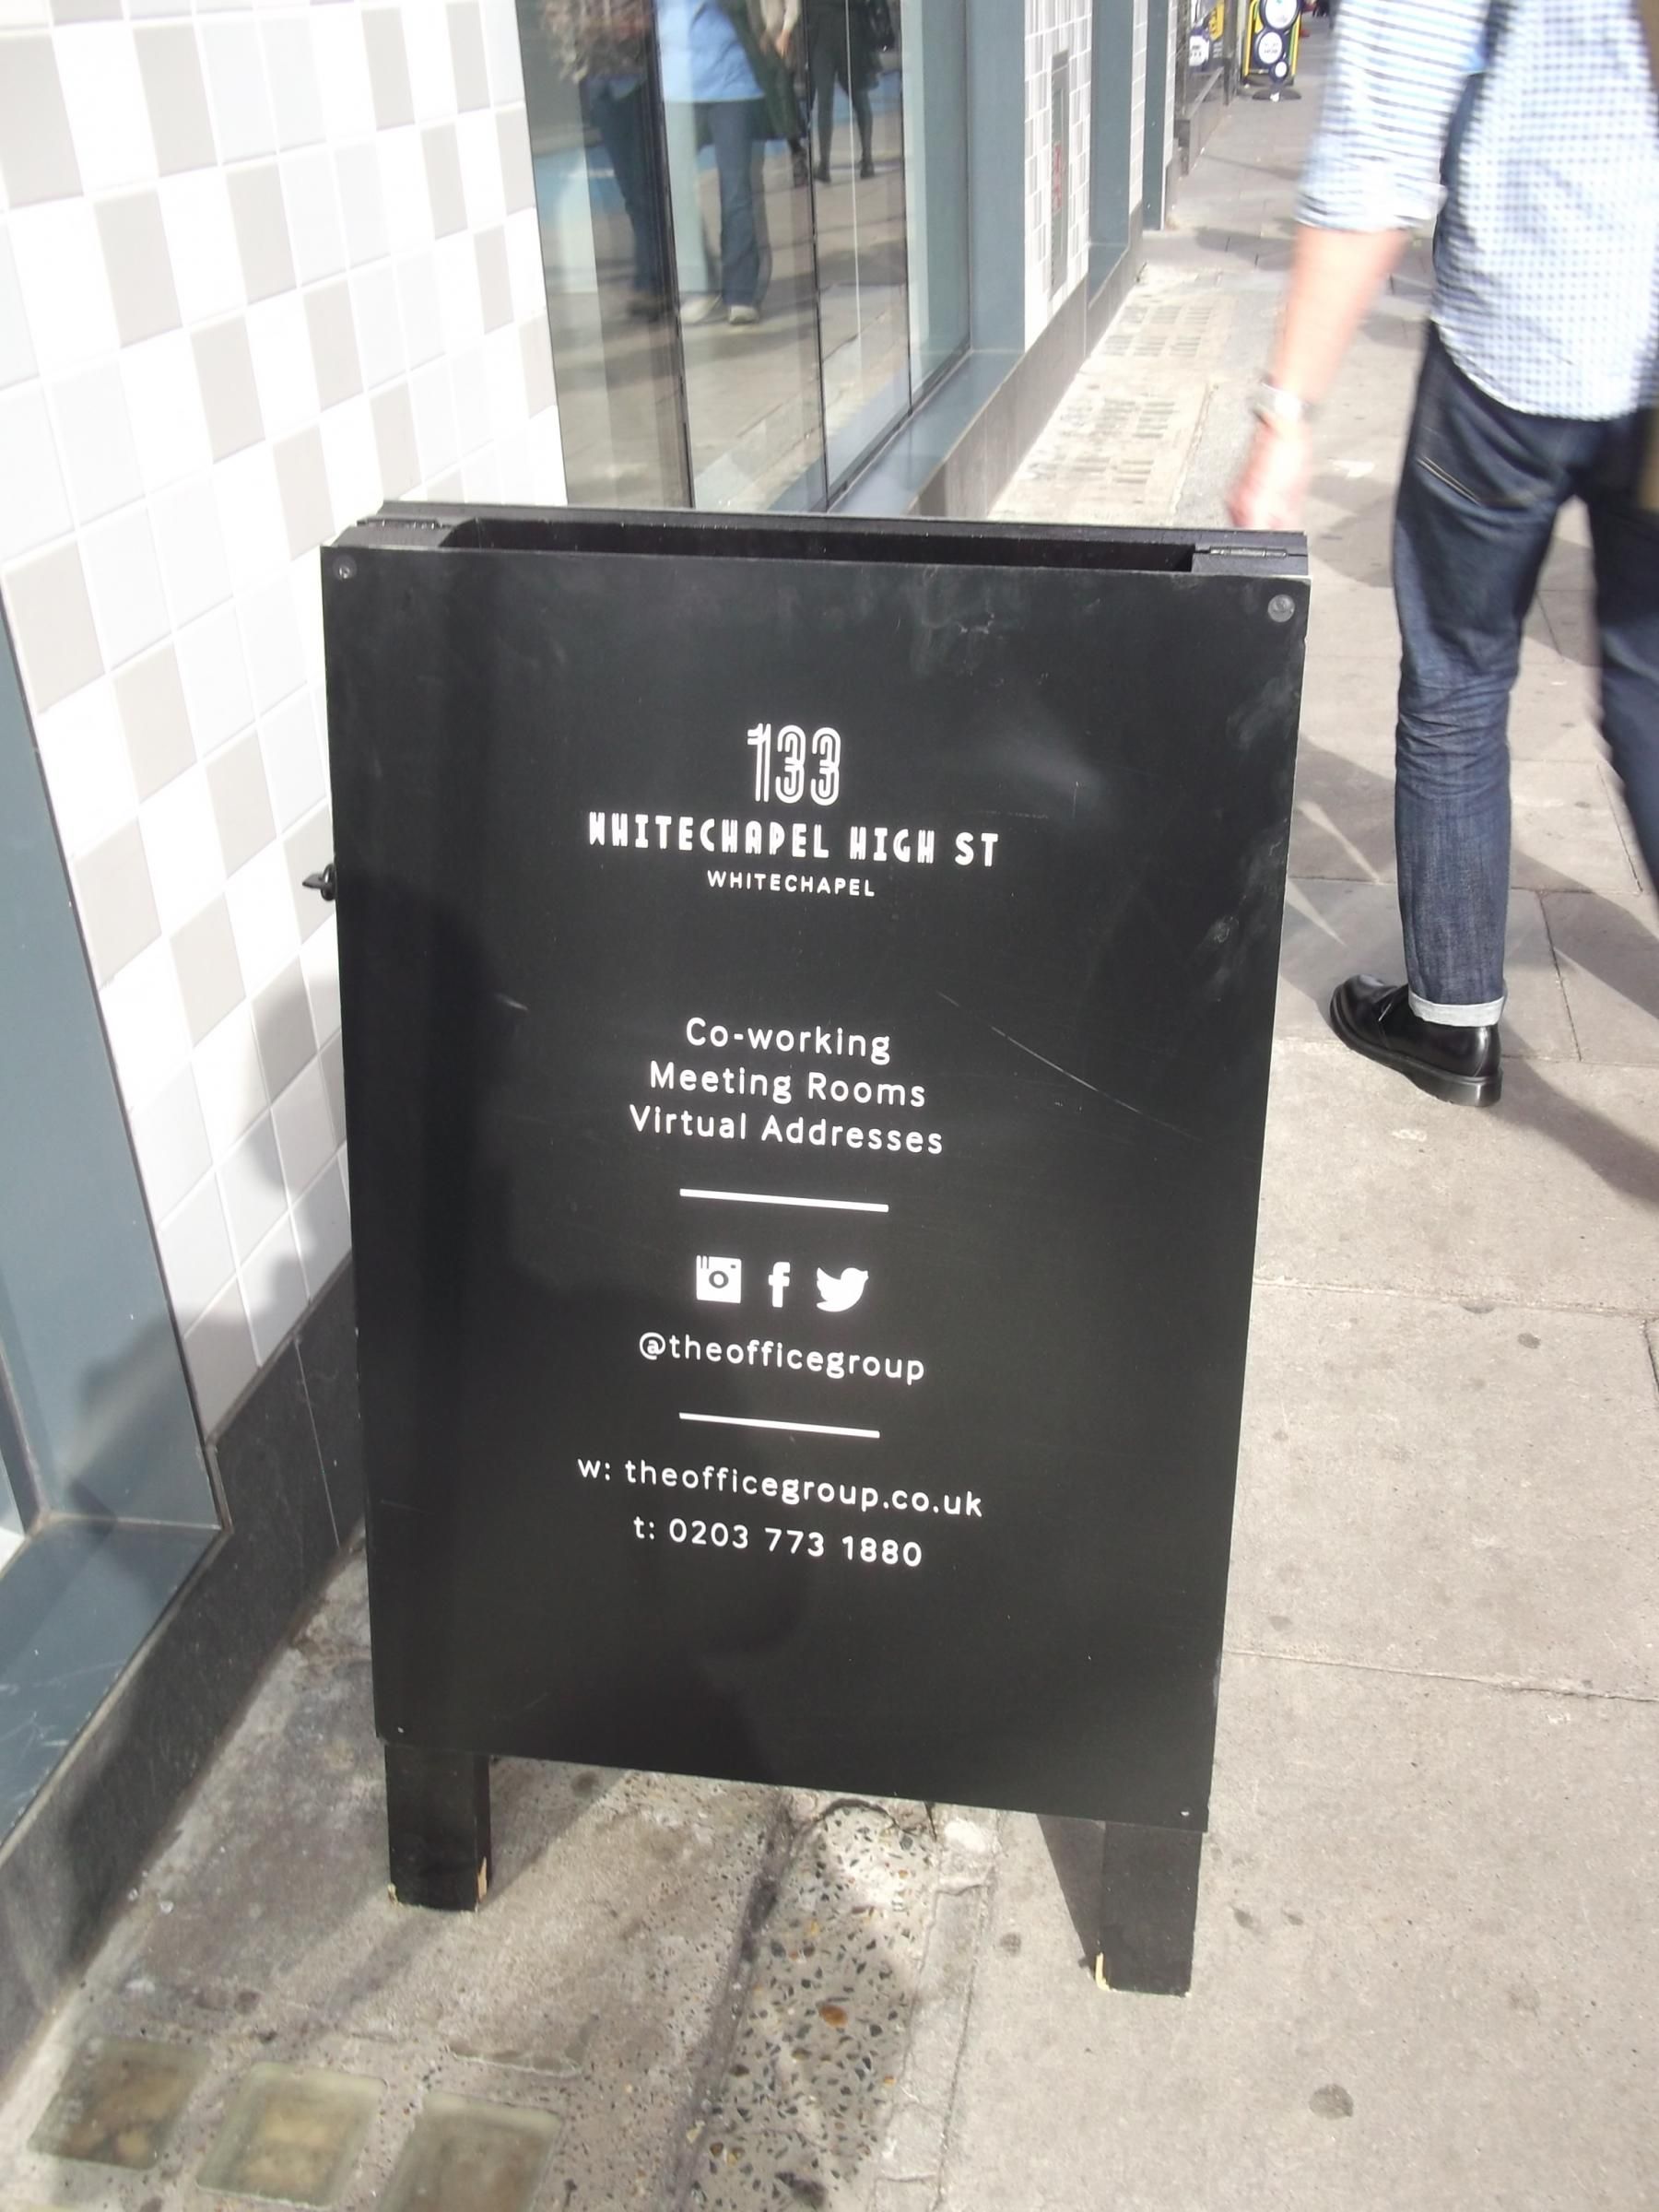 133
WHITECHAPEL HIGH ST
WHITECHAPEL
Co-working
Meeting Rooms
Virtual Addresses
@theofficegroup
w: theofficegroup.co.uk
t: 0203 773 1880